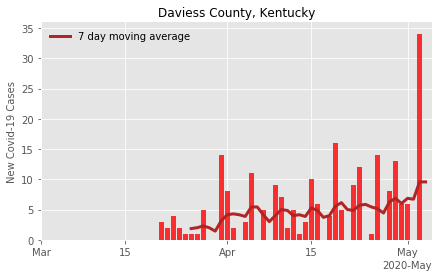 Daviess County, Kentucky
7 day moving average
New Covid-19 Cases
35
30
25
20
15
10
5
0
Mar
15
Apr
15
May
2020-May